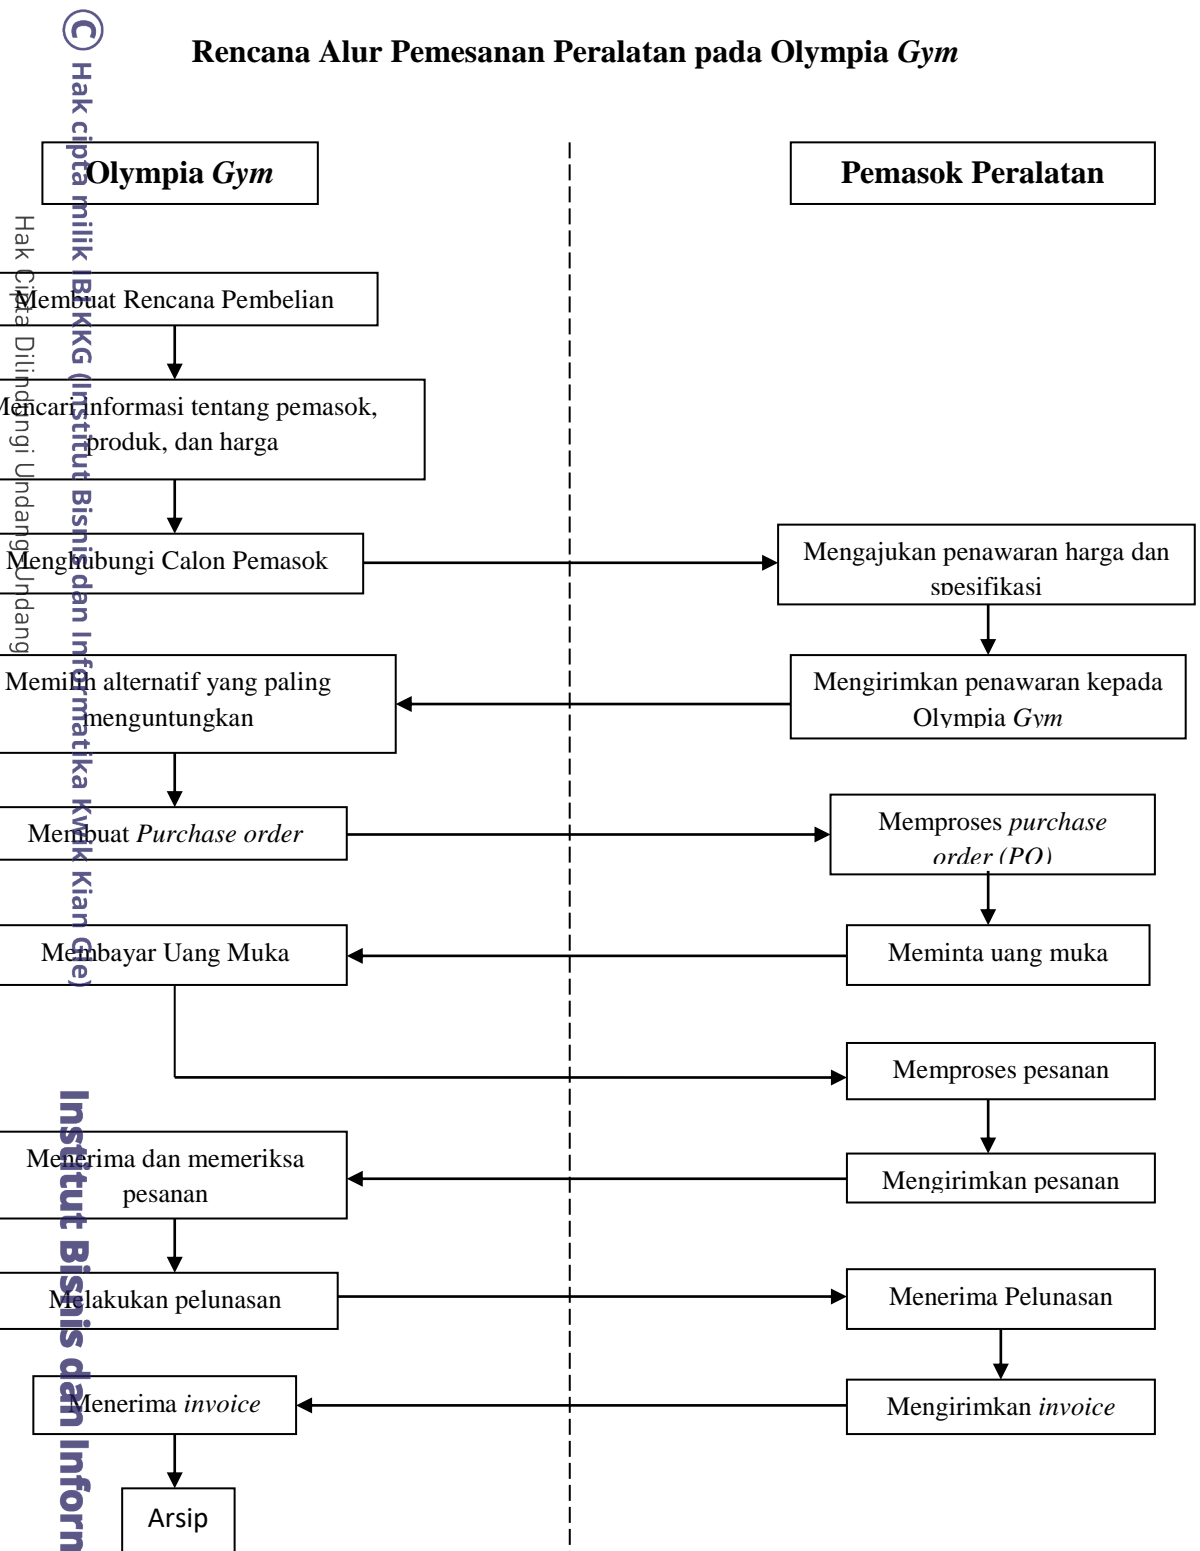 Rencana Alur Pemesanan Peralatan pada Olympia Gym
Olympia Gym
Pemasok Peralatan
Membuat Rencana Pembelian
Mencari informasi tentang pemasok,
produk, dan harga
Menghubungi Calon Pemasok
Mengajukan penawaran harga dan
spesifikasi
Memilih alternatif yang paling
menguntungkan
Mengirimkan penawaran kepada
Olympia Gym
Membuat Purchase order
Memproses purchase
order (PO)
Membayar Uang Muka
Meminta uang muka
Memproses pesanan
Menerima dan memeriksa
pesanan
Mengirimkan pesanan
Melakukan pelunasan
Menerima Pelunasan
Menerima invoice
Mengirimkan invoice
Arsip
© Hak cipta milik IBI KKG (Institut Bisnis dan Informatika Kwik Kian Gie)
Hak Cipta Dilindungi Undang-Undang
Institut Bisnis dan Inform